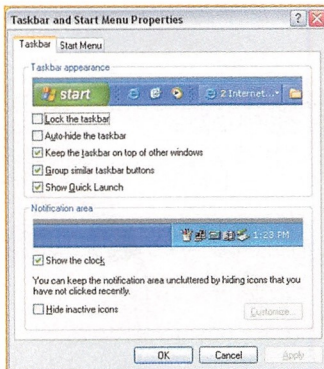 Taskbar and Start Menu Properties
Taskbar
Start Menu
Taskbar appearance
start
2 Internet...
Lock the taskbar
Auto-hide the taskbar
Keep the taskbar on top of other windows
Group similar taskbar buttons
Show Quick Launch
Notification area
1:23 PM
Show the clock
You can keep the notification area uncluttered by hiding icons that you
have not clicked recently.
Hide inactive icons
Customize...
OK
Cancel
Apply